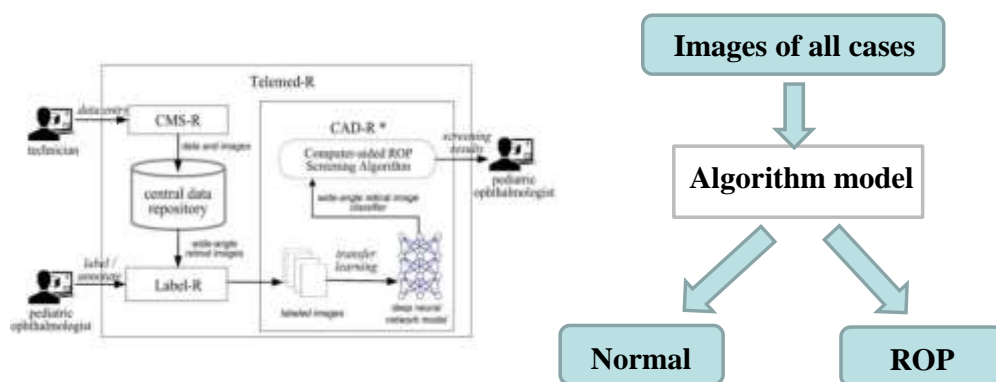 Telemed-R
data entry
technician
CMS-R
data and images
central data
repository
wide-angle
retinal images
label /
annotate
pediatric
ophthalmologist
Label-R
CAD-R *
Computer-aided ROP
Screening Algorithm
wide-angle retinal image
classifier
transfer
learning
labeled images
deep neural
network model
screening
results
pediatric
ophthalmologist
Images of all cases
Algorithm model
Normal
ROP